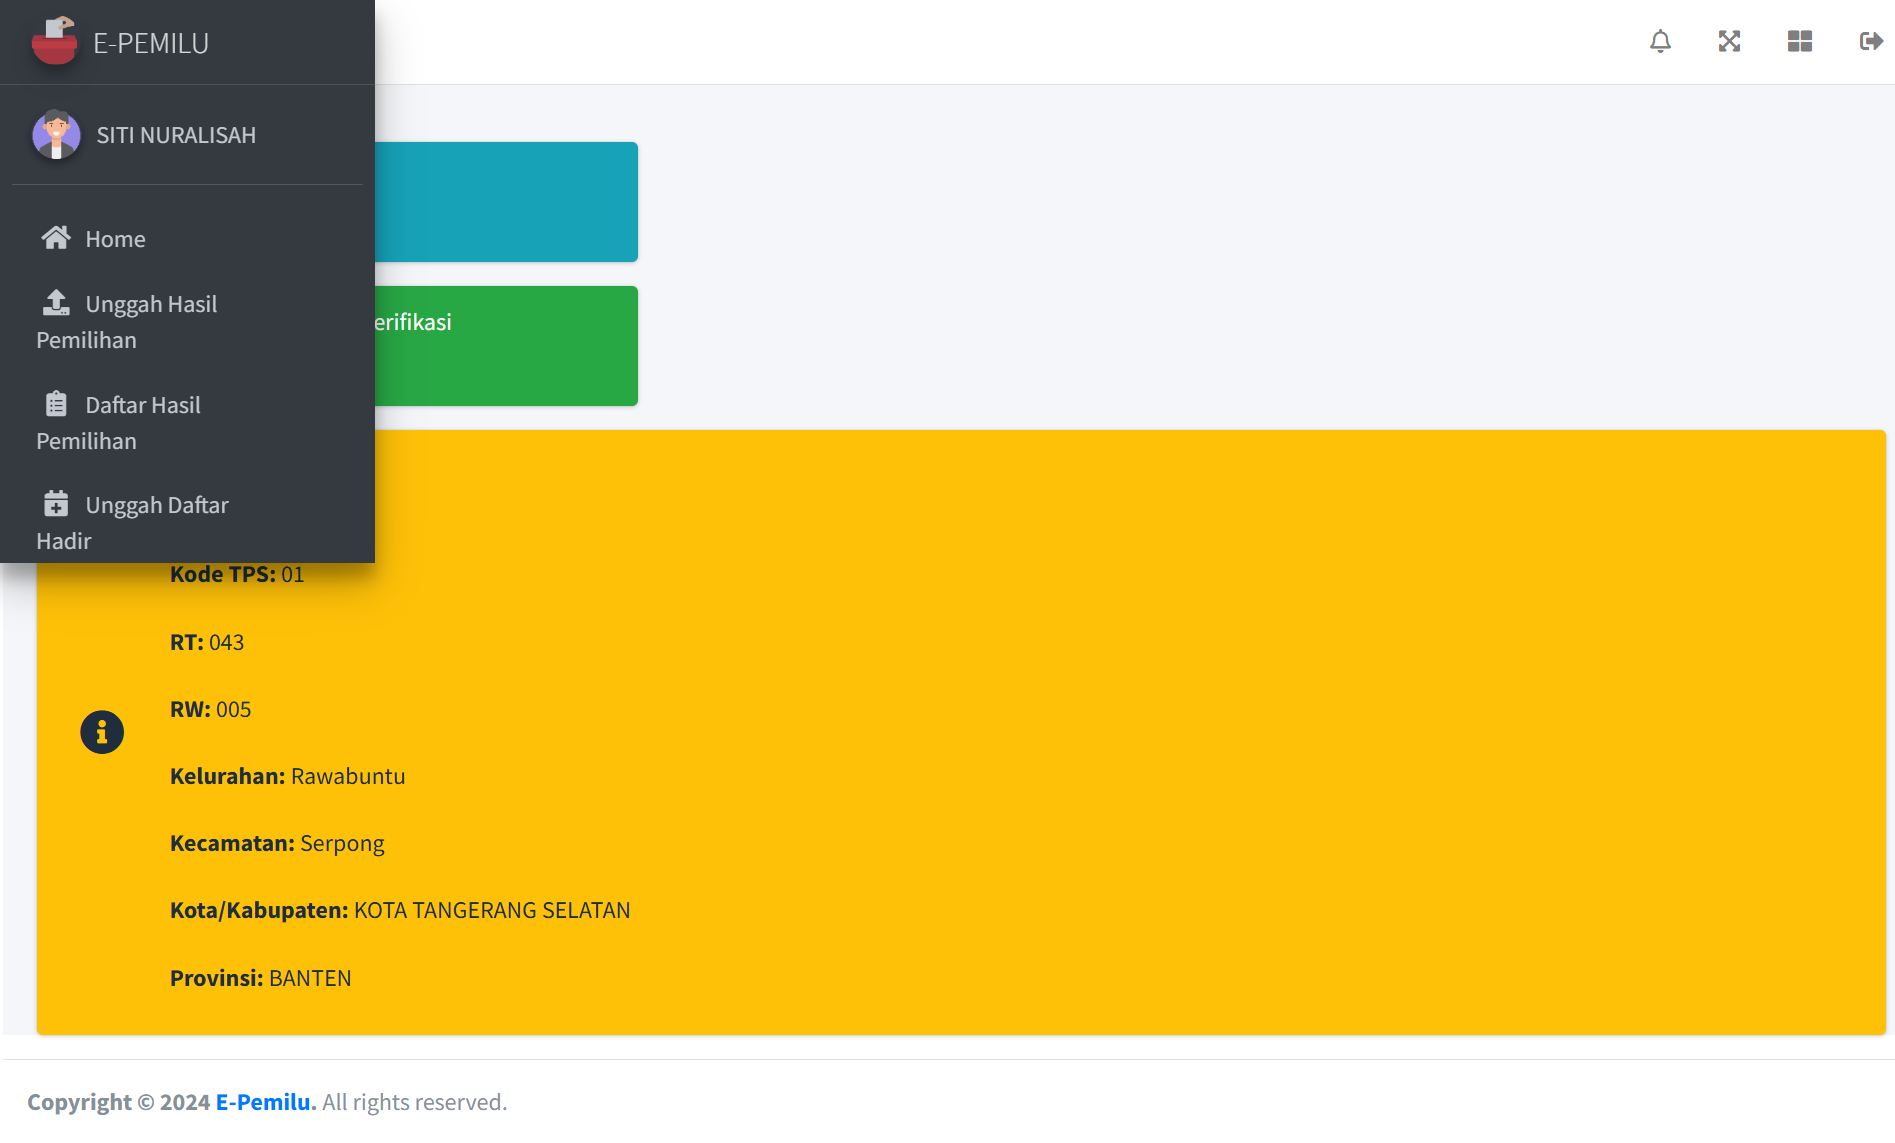 E-PEMILU
SITI NURALISAH
Home
Unggah Hasil
Pemilihan
Daftar Hasil
Pemilihan
Unggah Daftar
Hadir
erifikasi
Kode TPS: 01
RT: 043
RW: 005
Kelurahan: Rawabuntu
Kecamatan: Serpong
Kota/Kabupaten: KOTA TANGERANG SELATAN
Provinsi: BANTEN
Copyright © 2024 E-Pemilu. All rights reserved.